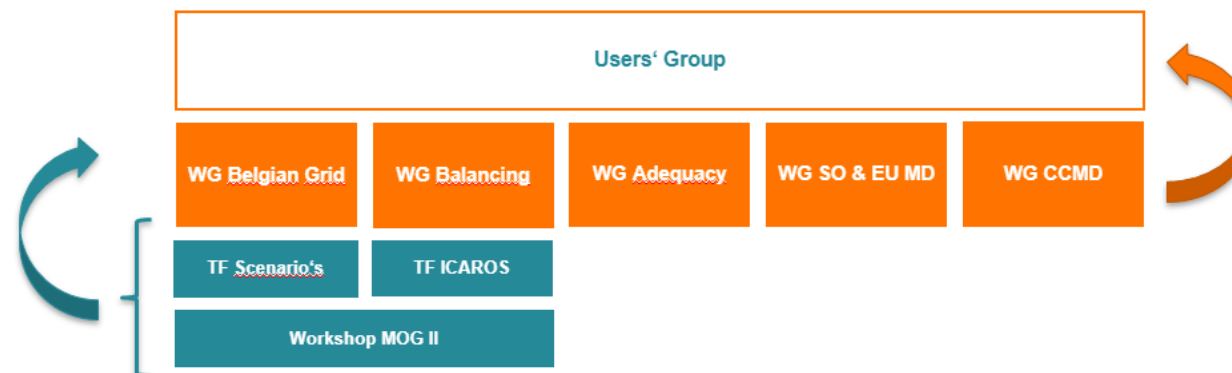 Users‘ Group
WG Belgian Grid
WG Balancing
WG Adequacy
WG SO & EU MD
WG CCMD
TF Scenario‘s
TF ICAROS
Workshop MOG II